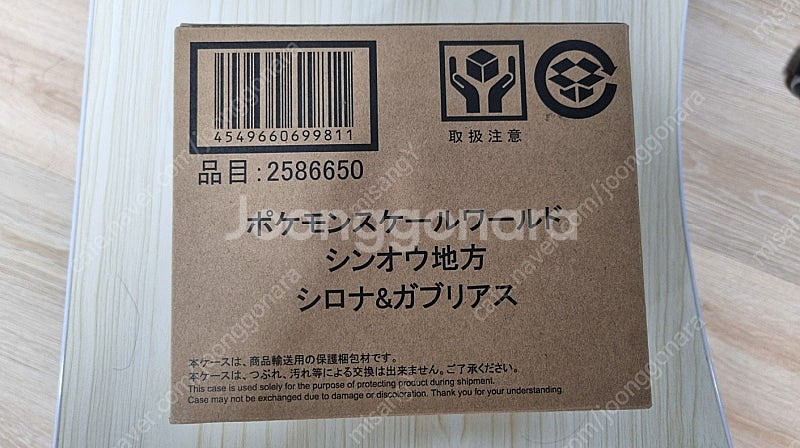 4549660699811
取扱注意
品目:2586650
ポケモンスケールワールド
Joonggonara
シンオウ地方
シロナ&ガブリアス
本ケースは、商品輸送用の保護梱包材です。
本ケースは、つぶれ、汚れ等による交換は出来ません。ご了承ください。
This case is used solely for the purpose of protecting product during shipment.
Case may not be exchanged due to damage or discoloration. Thank you for your understanding.